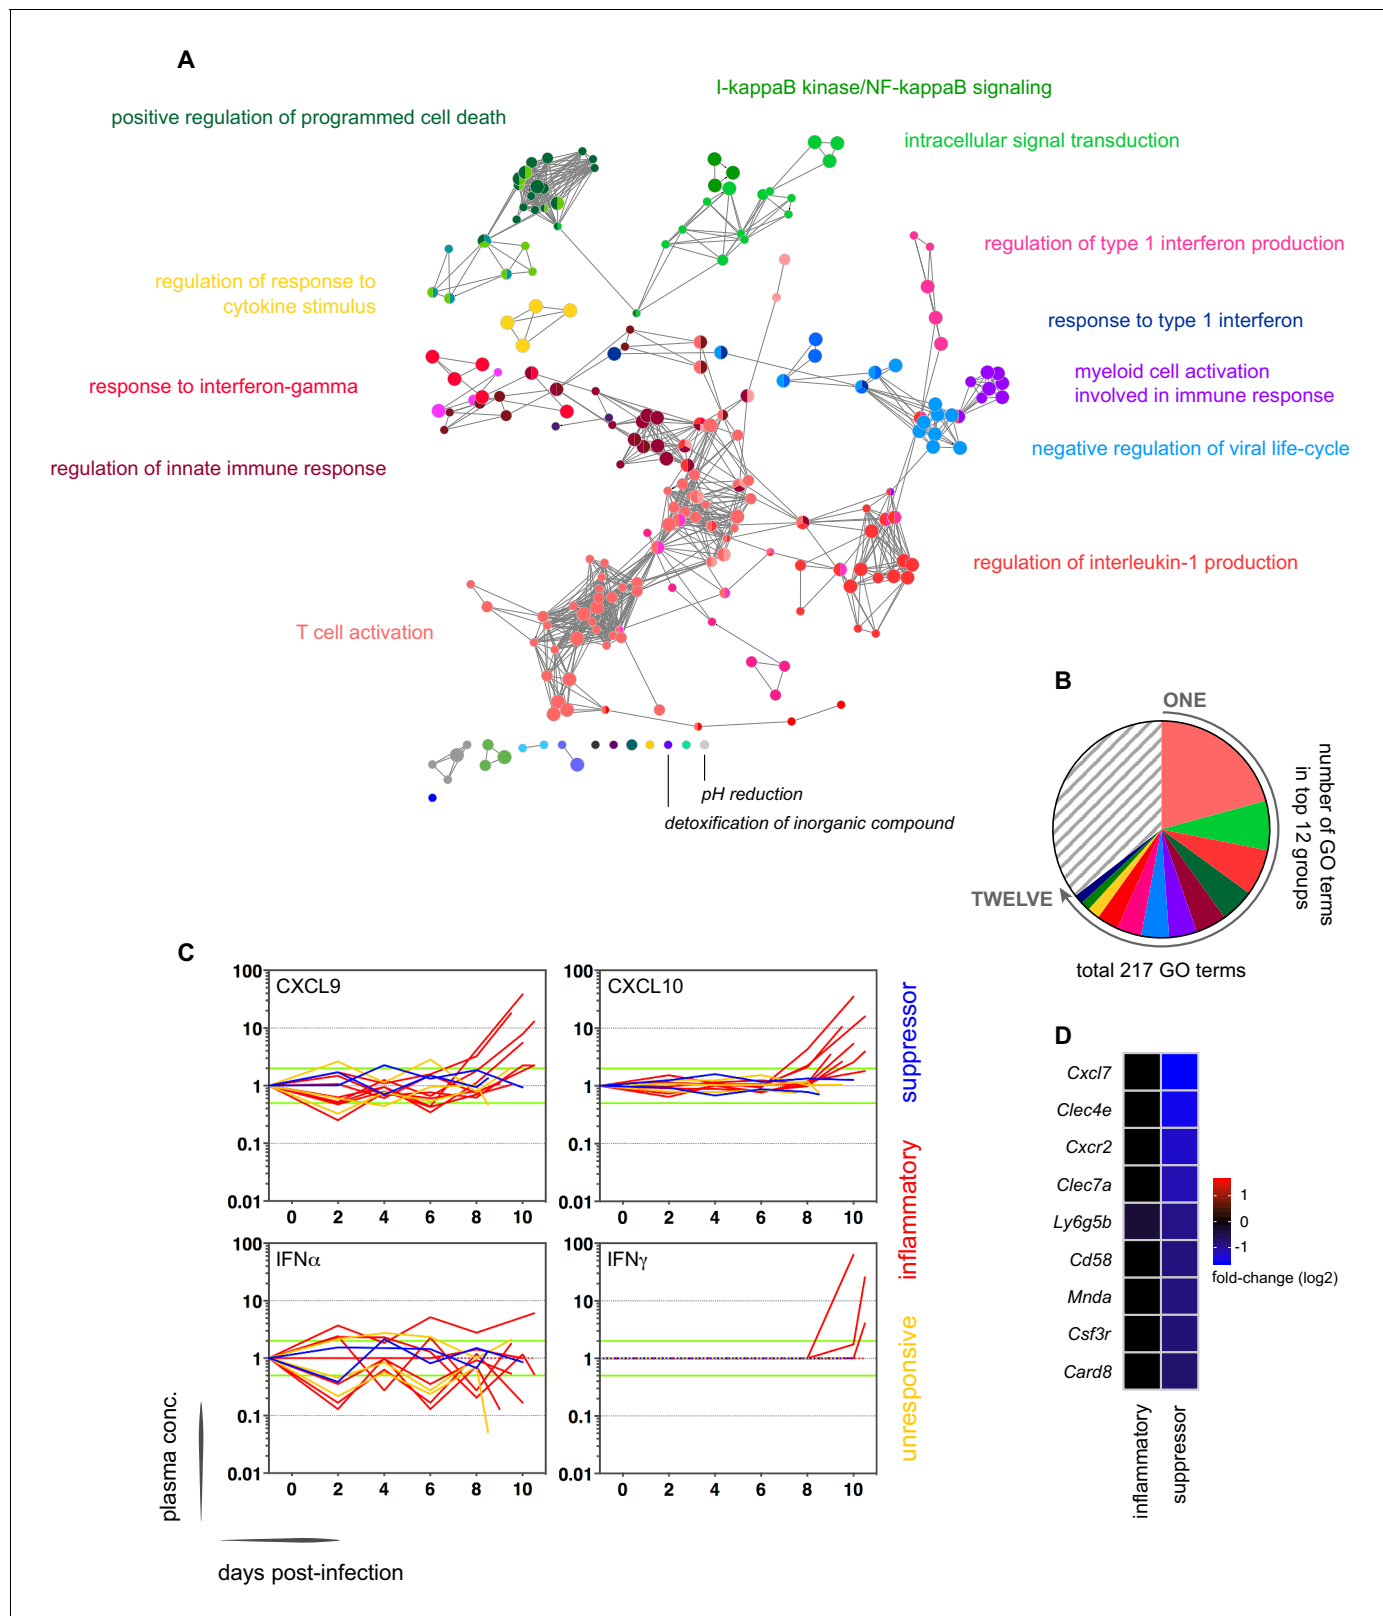 A
I-kappaB kinase/NF-kappaB signaling
positive regulation of programmed cell death
intracellular signal transduction
regulation of type 1 interferon production
regulation of response to
cytokine stimulus
response to type 1 interferon
myeloid cell activation
involved in immune response
response to interferon-gamma
negative regulation of viral life-cycle
regulation of innate immune response
regulation of interleukin-1 production
T cell activation
pH reduction
detoxification of inorganic compound
B
ONE
TWELVE
number of GO terms
in top 12 groups
total 217 GO terms
C
CXCL9
100
10
1
0.1
0.01
0 2 4 6 8 10
CXCL10
100
10
1
0.1
0.01
0 2 4 6 8 10
IFNα
100
10
1
0.1
0.01
0 2 4 6 8 10
IFNγ
100
10
1
0.1
0.01
0 2 4 6 8 10
suppressor
inflammatory
unresponsive
plasma conc.
days post-infection
D
Cxcl7
Clec4e
Cxcr2
Clec7a
Ly6g5b
Cd58
Mnda
Csf3r
Card8
1
0
-1
fold-change (log2)
inflammatory
suppressor